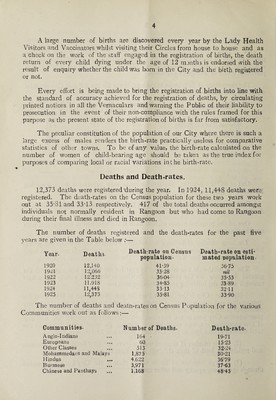 4
A large number of births are discovered every year by the Lady Health
Visitors and Vaccinators whilst visiting their Circles from house to house and as
a check on the work of the staff engaged in the registration of births, the death
return of every child dying under the age of 12 months is endorsed with the
result of enquiry whether the child was born in the City and the birth registered
or not.
Every effort is being made to bring the registration of births into line with
the standard of accuracy achieved for the registration of deaths, by circulating
printed notices in all the Vernaculars and warning the Public of their liability to
prosecution in the event of their non-compliance with the rules framed for this
purpose as the present state of the registration of births is far from satisfactory.
The peculiar constitution of the population of our City where there is such a
large excess of males renders the birth-rate practically useless for comparative
statistics of other towns. To be of any value, the birth-rate calculated on the
number of women of child-bearing age should be taken as the true index for
purposes of comparing local or racial variations in the birth-rate.
Deaths and Death-rates.
12,373 deaths were registered during the year. In 1924, 11,448 deaths were
registered. The death-rates on the Census population for these two years work
out at 35·81 and 33·13 respectively. 417 of the total deaths occurred amongst
individuals not normally resident in Rangoon but who had come to Rangoon
during their final illness and died in Rangoon.
The number of deaths registered and the death-rates for the past five
years are given in the Table below :—
Year. Deaths Death-rate on Census population. Death-rate on estimated population.
1920 12,146 41·39 36·73
1921 12,066 35·28 nil
1922 12,232 36·04 35·53
1923 11,918 34·83 33·89
1924 11,448 33·13 32·11
1925 12,373 35·81 33·90
The number of deaths and death-rates on Census Population for the various
Communities work out as follows :—
Communities. Number of Deaths. Death-rate.
Anglo-Indians ... 164 19·71
Europeans ... 60 15·23
Other Classes ... 515 32·24
Mohammedans and Malays 1,873 30·21
Hindus ... 4,622 36·79
Burmese ... 3,971 37·63
Chinese and Panthays ... 1,168 48·43